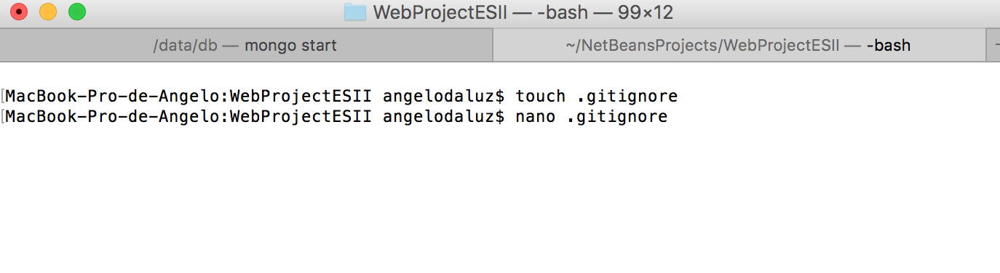 WebProjectESII — -bash — 99×12
/data/db — mongo start
~/NetBeansProjects/WebProjectESII — -bash
[MacBook-Pro-de-Angelo:WebProjectESII angelodaluz$ touch .gitignore
[MacBook-Pro-de-Angelo:WebProjectESII angelodaluz$ nano .gitignore